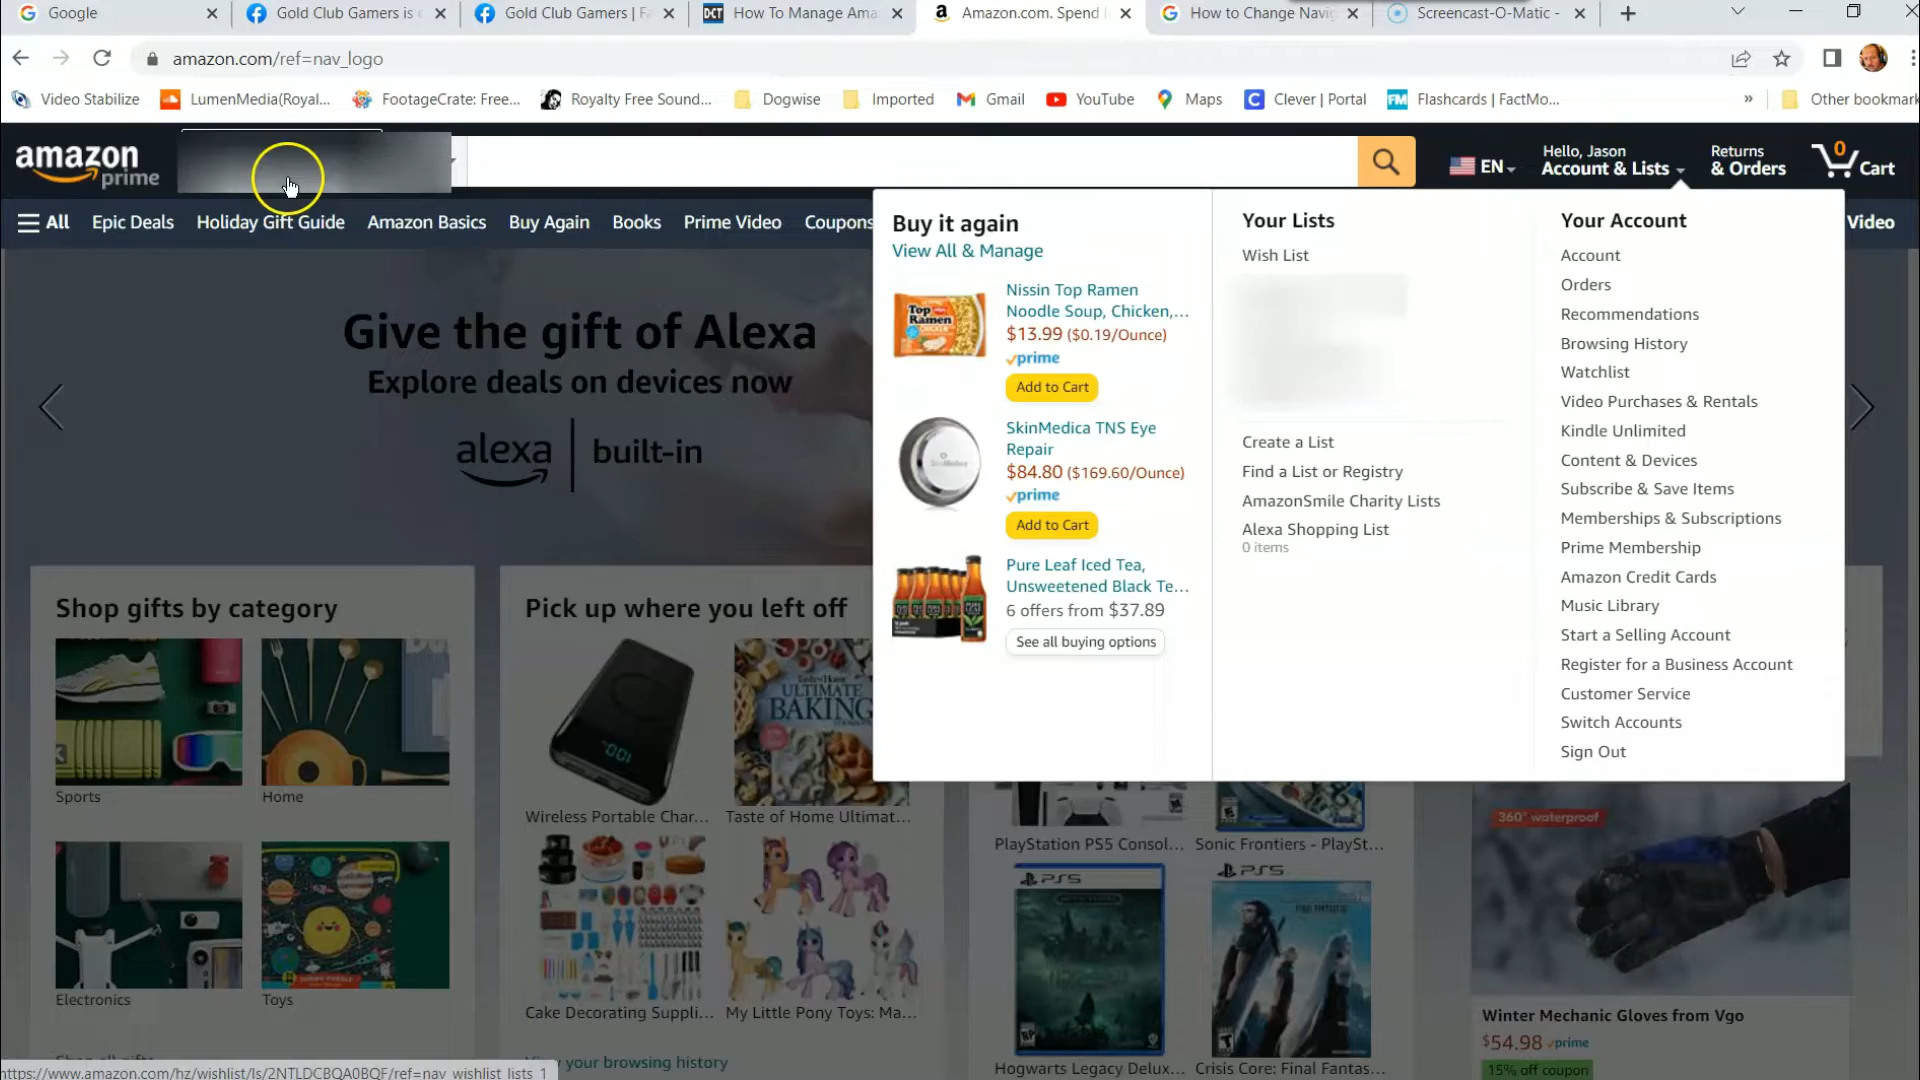 Google
Gold Club Gamers is e
Gold Club Gamers | Fa
DCT
How To Manage Ama
Amazon.com. Spend l
How to Change Navig
Screencast-O-Matic -
amazon.com/ref=nav_logo
Video Stabilize
LumenMedia(Royal...
FootageCrate: Free...
Royalty Free Sound...
Dogwise
Imported
Gmail
YouTube
Maps
Clever | Portal
FM
Flashcards | FactMo...
»
Other bookmark
amazon
prime
EN
Hello, Jason
Account & Lists
Returns
& Orders
0
Cart
All
Epic Deals
Holiday Gift Guide
Amazon Basics
Buy Again
Books
Prime Video
Coupons
Video
Give the gift of Alexa
Explore deals on devices now
alexa
built-in
Buy it again
View All & Manage
Top
Ramen
Nissin Top Ramen
Noodle Soup, Chicken,...
$13.99 ($0.19/Ounce)
prime
Add to Cart
SkinMedica TNS Eye
Repair
$84.80 ($169.60/Ounce)
prime
Add to Cart
Pure Leaf Iced Tea,
Unsweetened Black Te...
6 offers from $37.89
See all buying options
Your Lists
Wish List
Create a List
Find a List or Registry
AmazonSmile Charity Lists
Alexa Shopping List
0 items
Your Account
Account
Orders
Recommendations
Browsing History
Watchlist
Video Purchases & Rentals
Kindle Unlimited
Content & Devices
Subscribe & Save Items
Memberships & Subscriptions
Prime Membership
Amazon Credit Cards
Music Library
Start a Selling Account
Register for a Business Account
Customer Service
Switch Accounts
Sign Out
Shop gifts by category
Sports
Home
Electronics
Toys
Pick up where you left off
ULTIMATE
BAKING
Wireless Portable Char...
Taste of Home Ultimat...
Cake Decorating Suppli...
My Little Pony Toys: Ma...
View your browsing history
PlayStation PS5 Consol...
Sonic Frontiers - PlaySt...
PS5
PS5
Hogwarts Legacy Delux...
Crisis Core: Final Fantas...
360° waterproof
Winter Mechanic Gloves from Vgo
$54.98 prime
15% off coupon
https://www.amazon.com/hz/wishlist/ls/2NTLDCBQA0BQF/ref=nav_wishlist_lists_1